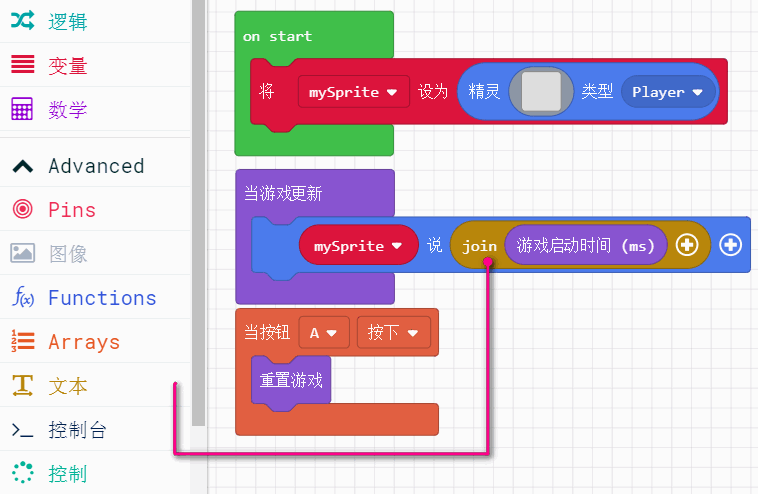 逻辑
变量
数学
Advanced
Pins
图像
Functions
Arrays
文本
控制台
控制
on start
将 mySprite 设为 精灵 类型 Player
当游戏更新
mySprite 说 join 游戏启动时间 (ms)
当按钮 A 按下
重置游戏